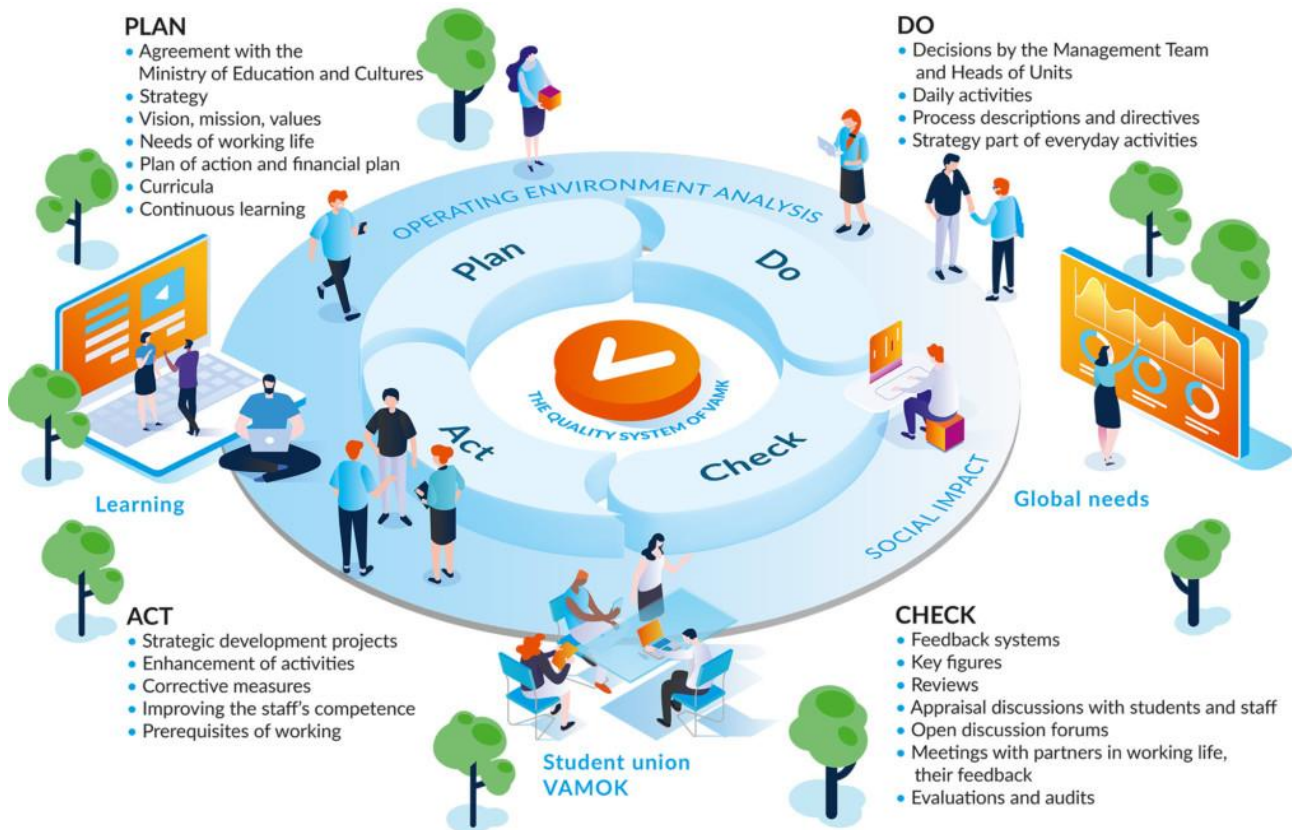 PLAN
• Agreement with the
Ministry of Education and Cultures
• Strategy
• Vision, mission, values
• Needs of working life
• Plan of action and financial plan
• Curricula
• Continuous learning
DO
• Decisions by the Management Team
and Heads of Units
• Daily activities
• Process descriptions and directives
• Strategy part of everyday activities
OPERATING ENVIRONMENT ANALYSIS
Plan
Do
THE QUALITY SYSTEM OF VAMK
Act
Check
SOCIAL IMPACT
Learning
Global needs
ACT
• Strategic development projects
• Enhancement of activities
• Corrective measures
• Improving the staff's competence
• Prerequisites of working
Student union
VAMOK
CHECK
• Feedback systems
• Key figures
• Reviews
• Appraisal discussions with students and staff
• Open discussion forums
• Meetings with partners in working life,
their feedback
• Evaluations and audits